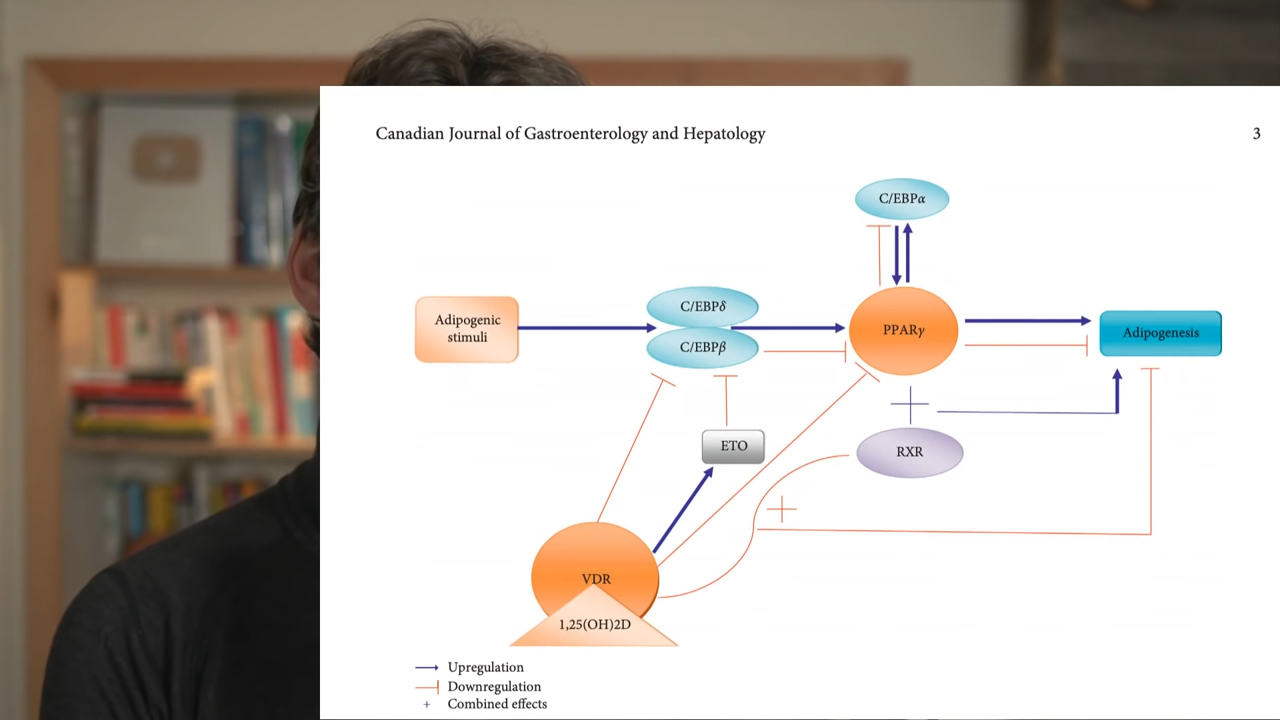 Canadian Journal of Gastroenterology and Hepatology
3
C/EBPα
Adipogenic
stimuli
C/EBPδ
C/EBPβ
PPARγ
Adipogenesis
ETO
RXR
VDR
1,25(OH)2D
Upregulation
Downregulation
+ Combined effects